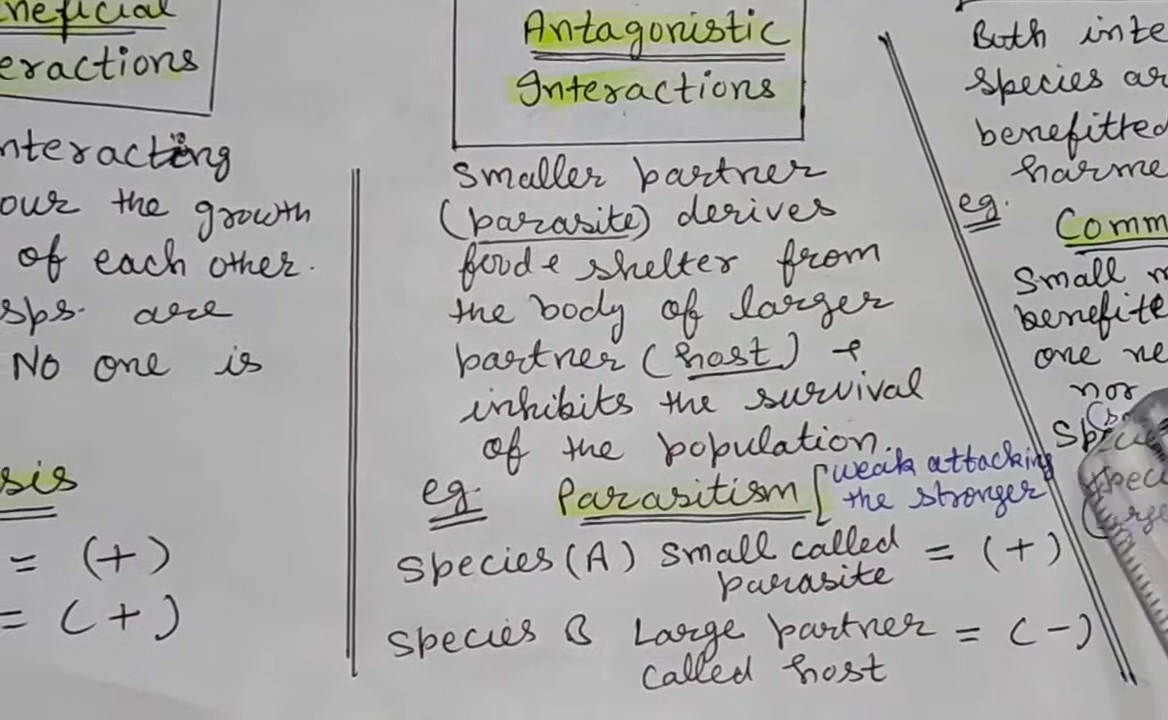 neficial
eractions
nteracting
our the growth
of each other.
sps. are
No one is
sis
= (+)
= (+)
Antagonistic
Interactions
Smaller partner
(parasite) derives
food & shelter from
the body of larger
partner (host) &
inhibits the survival
of the population.
eg. Parasitism [weak attacking
the stronger
Species (A) Small called = (+)
parasite
Species B Large partner = (-)
called host
Both inte
species ar
benefitted
harme
eg.
Comm
Small m
benefite
one ne
nor